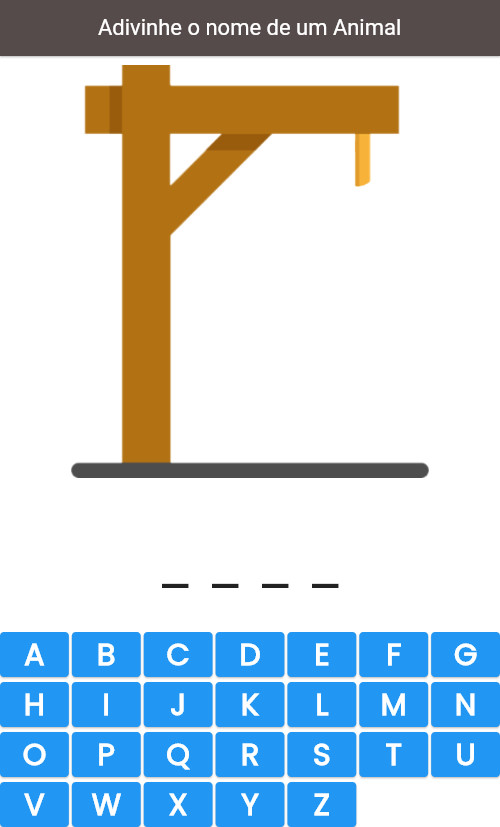 Adivinhe o nome de um Animal
_ _ _ _
A B C D E F G
H I J K L M N
O P Q R S T U
V W X Y Z